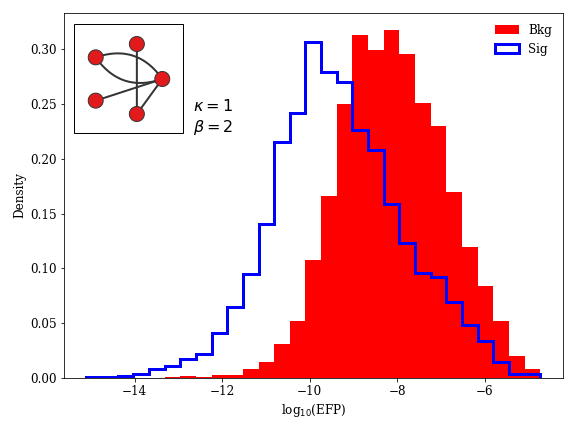 Bkg
Sig
κ = 1
β = 2
0.30
0.25
0.20
0.15
0.10
0.05
0.00
Density
−14
−12
−10
−8
−6
log₁₀(EFP)